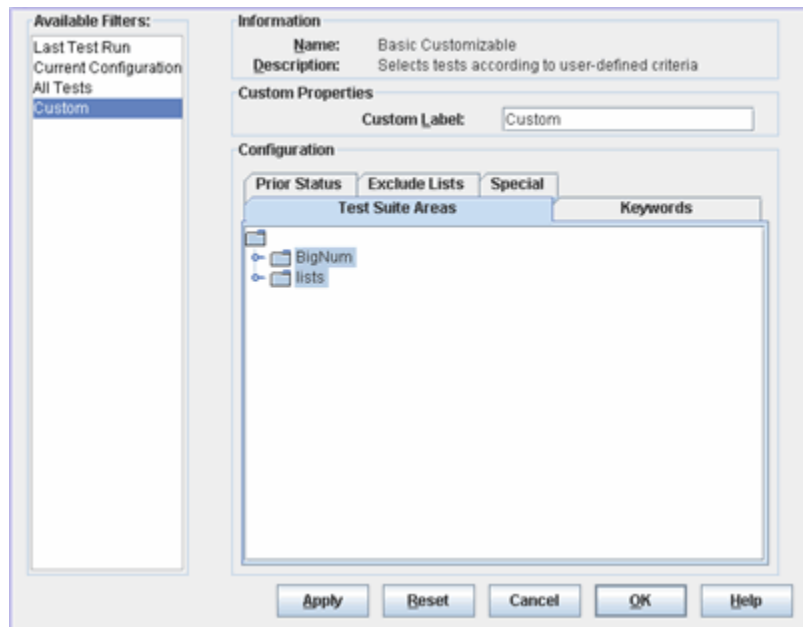 Available Filters:
Last Test Run
Current Configuration
All Tests
Custom
Information
Name: Basic Customizable
Description: Selects tests according to user-defined criteria
Custom Properties
Custom Label: Custom
Configuration
Prior Status Exclude Lists Special
Test Suite Areas Keywords
BigNum
lists
Apply Reset Cancel OK Help